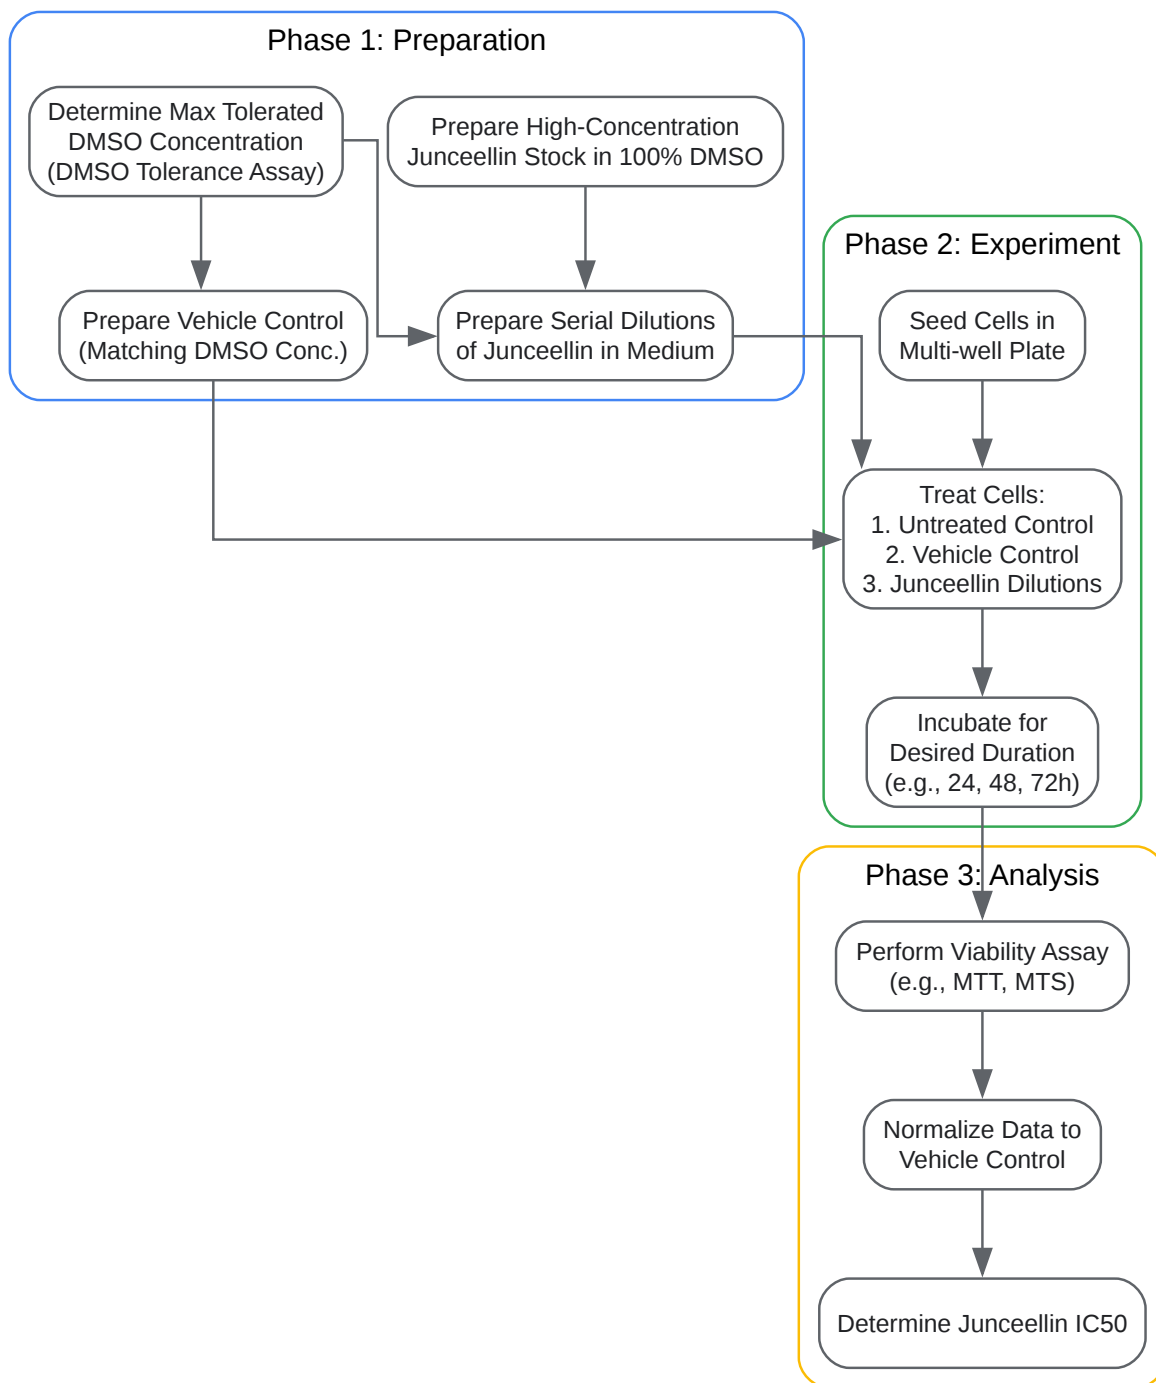 Phase 1: Preparation
Determine Max Tolerated
DMSO Concentration
(DMSO Tolerance Assay)
Prepare High-Concentration
Junceellin Stock in 100% DMSO
Prepare Vehicle Control
(Matching DMSO Conc.)
Prepare Serial Dilutions
of Junceellin in Medium
Phase 2: Experiment
Seed Cells in
Multi-well Plate
Treat Cells:
1. Untreated Control
2. Vehicle Control
3. Junceellin Dilutions
Incubate for
Desired Duration
(e.g., 24, 48, 72h)
Phase 3: Analysis
Perform Viability Assay
(e.g., MTT, MTS)
Normalize Data to
Vehicle Control
Determine Junceellin IC50